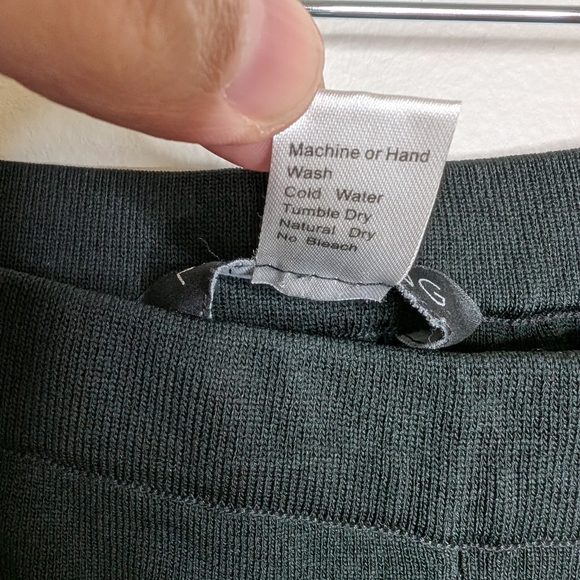 Machine or Hand
Wash
Cold Water
Tumble Dry
Natural Dry
No Bleach